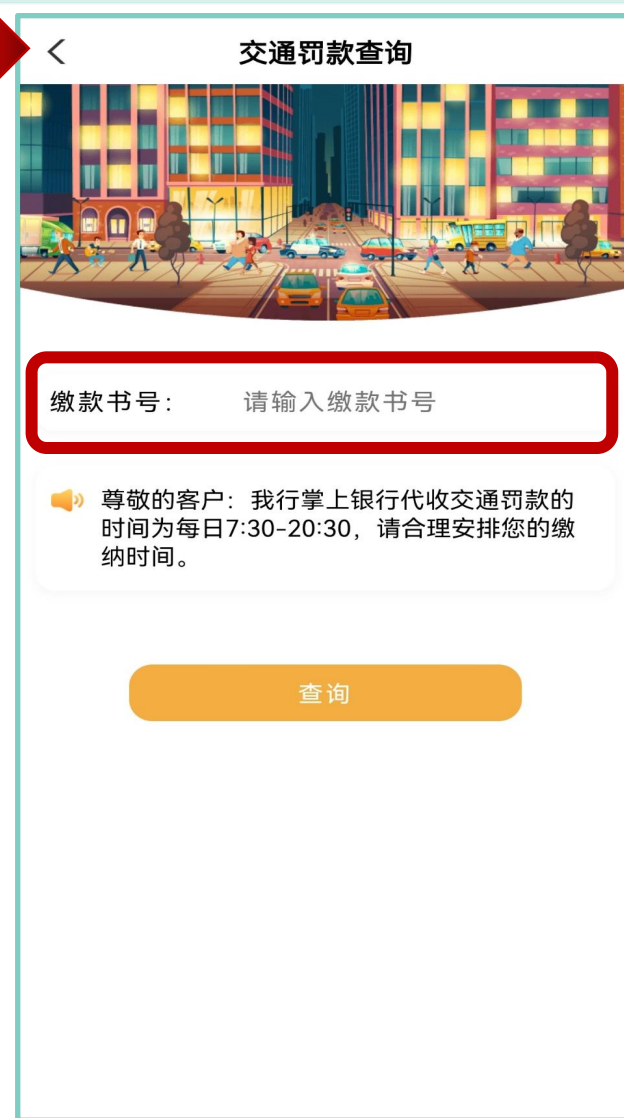 交通罚款查询
缴款书号: 请输入缴款书号
尊敬的客户：我行掌上银行代收交通罚款的
时间为每日7:30-20:30，请合理安排您的缴
纳时间。
查询